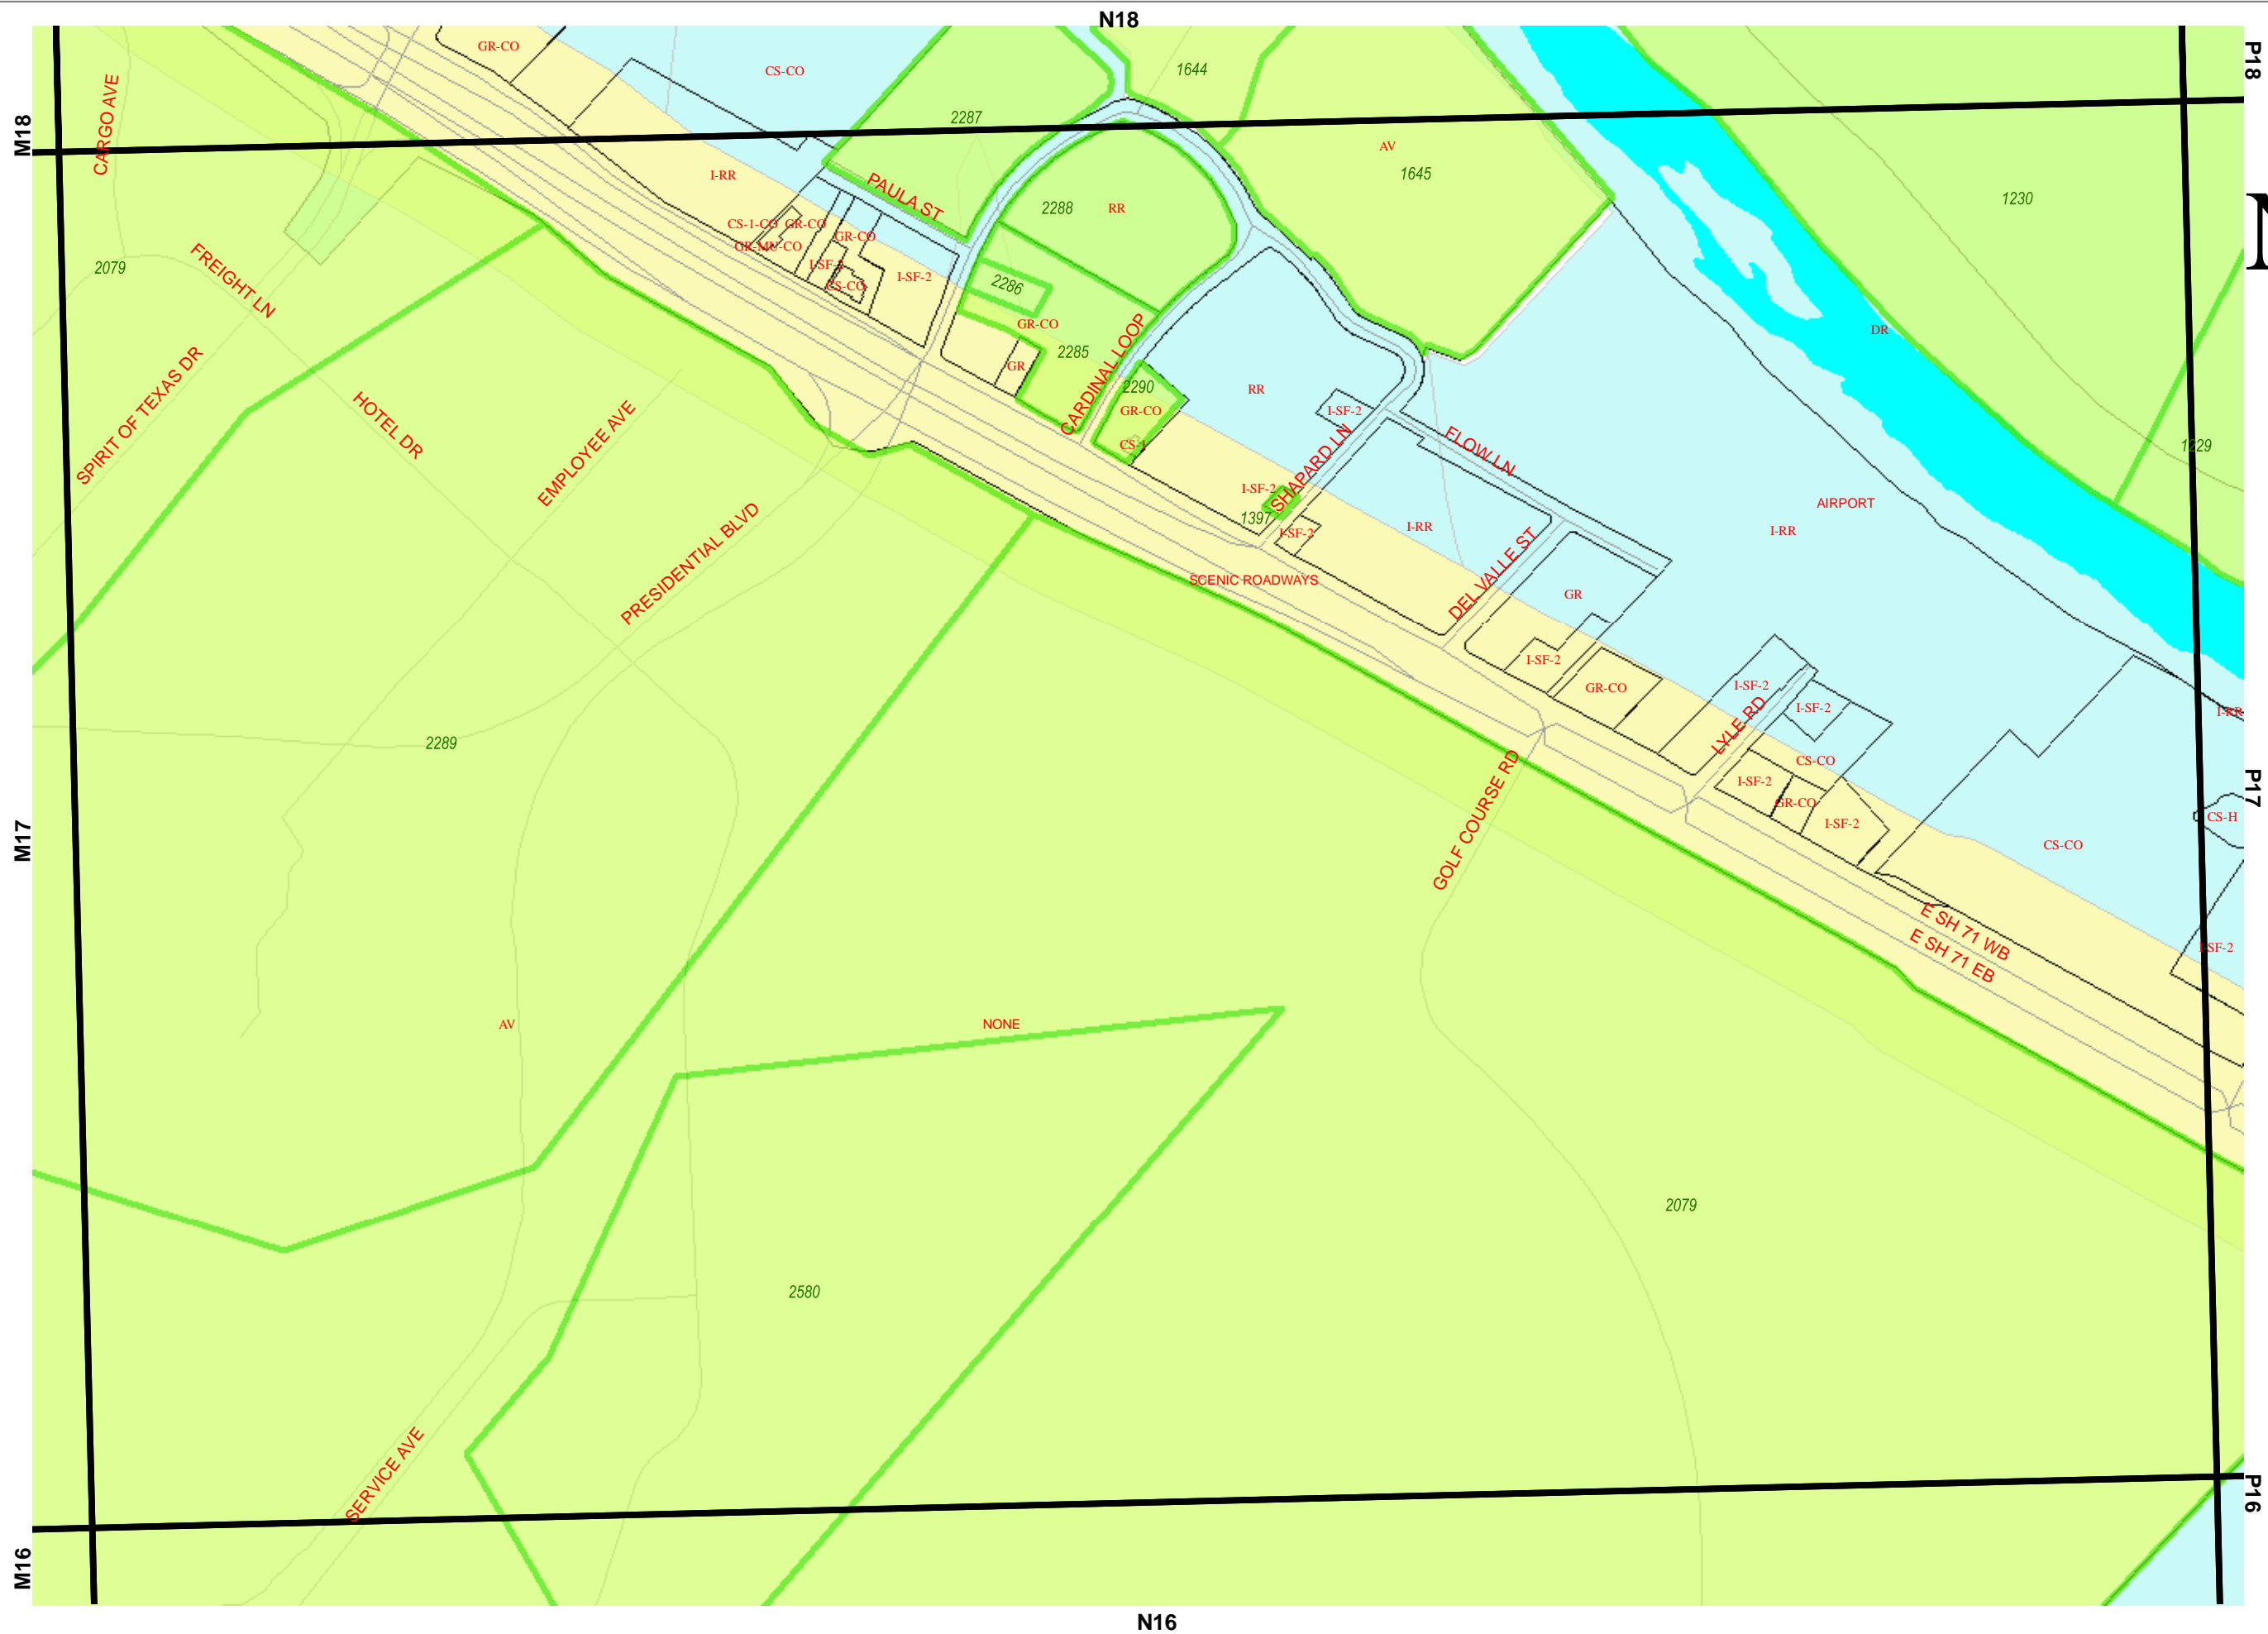 N18
P18
M18
GR-CO
CS-CO
1644
2287
CARGO AVE
AV
1645
I-RR
PAULA ST
1230
N
2288
RR
CS-1-CO
GR-CO
GR-MU-CO
GR-CO
2079
FREIGHT LN
I-SF-2
CS-CO
I-SF-2
2286
GR-CO
2285
GR
CARDINAL LOOP
DR
SPIRIT OF TEXAS DR
HOTEL DR
EMPLOYEE AVE
2290
GR-CO
CS-1
RR
I-SF-2
SHAPARD LN
FLOW LN
1229
I-SF-2
1397
I-SF-2
I-RR
AIRPORT
I-RR
PRESIDENTIAL BLVD
SCENIC ROADWAYS
DEL VALLE ST
GR
I-SF-2
GR-CO
I-SF-2
I-SF-2
LYLE RD
I-RR
2289
GOLF COURSE RD
CS-CO
I-SF-2
GR-CO
I-SF-2
CS-CO
CS-H
P17
M17
E SH 71 WB
E SH 71 EB
I-SF-2
AV
NONE
2079
2580
SERVICE AVE
P16
M16
N16